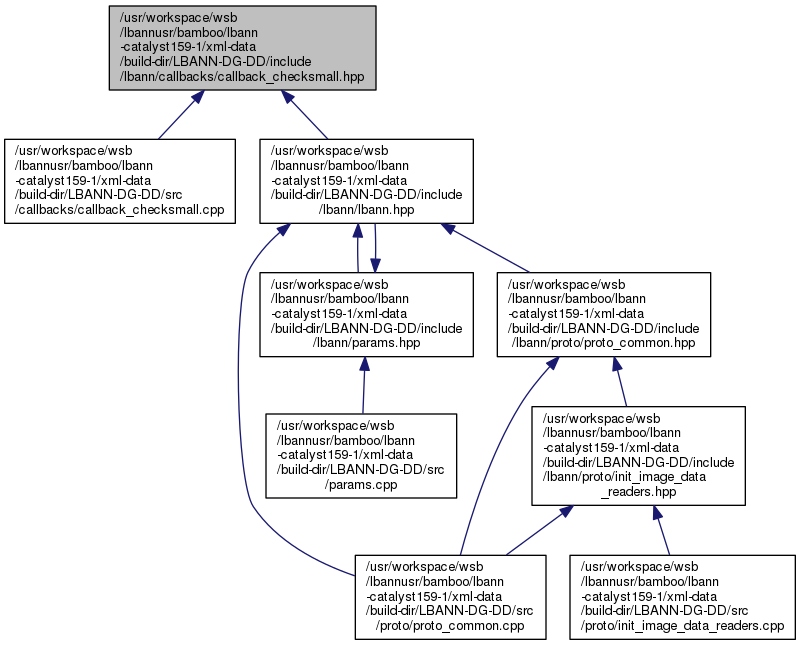 /usr/workspace/wsb
/lbannusr/bamboo/lbann
-catalyst159-1/xml-data
/build-dir/LBANN-DG-DD/include
/lbann/callbacks/callback_checksmall.hpp
/usr/workspace/wsb
/lbannusr/bamboo/lbann
-catalyst159-1/xml-data
/build-dir/LBANN-DG-DD/src
/callbacks/callback_checksmall.cpp
/usr/workspace/wsb
/lbannusr/bamboo/lbann
-catalyst159-1/xml-data
/build-dir/LBANN-DG-DD/include
/lbann/lbann.hpp
/usr/workspace/wsb
/lbannusr/bamboo/lbann
-catalyst159-1/xml-data
/build-dir/LBANN-DG-DD/include
/lbann/params.hpp
/usr/workspace/wsb
/lbannusr/bamboo/lbann
-catalyst159-1/xml-data
/build-dir/LBANN-DG-DD/include
/lbann/proto/proto_common.hpp
/usr/workspace/wsb
/lbannusr/bamboo/lbann
-catalyst159-1/xml-data
/build-dir/LBANN-DG-DD/src
/params.cpp
/usr/workspace/wsb
/lbannusr/bamboo/lbann
-catalyst159-1/xml-data
/build-dir/LBANN-DG-DD/include
/lbann/proto/init_image_data
_readers.hpp
/usr/workspace/wsb
/lbannusr/bamboo/lbann
-catalyst159-1/xml-data
/build-dir/LBANN-DG-DD/src
/proto/proto_common.cpp
/usr/workspace/wsb
/lbannusr/bamboo/lbann
-catalyst159-1/xml-data
/build-dir/LBANN-DG-DD/src
/proto/init_image_data_readers.cpp